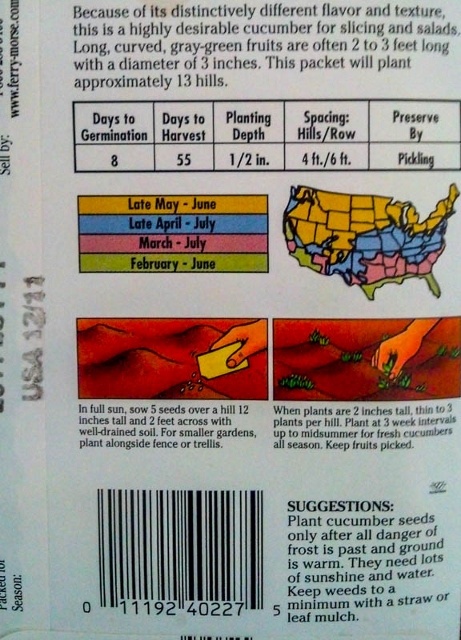 Because of its distinctively different flavor and texture,
this is a highly desirable cucumber for slicing and salads.
Long, curved, gray-green fruits are often 2 to 3 feet long
with a diameter of 3 inches. This packet will plant
approximately 13 hills.
Days to Germination Days to Harvest Planting Depth Spacing: Hills/Row Preserve By
8 55 1/2 in. 4 ft./6 ft. Pickling
Late May - June
Late April - July
March - July
February - June
In full sun, sow 5 seeds over a hill 12
inches tall and 2 feet across with
well-drained soil. For smaller gardens,
plant alongside fence or trellis.
When plants are 2 inches tall, thin to 3
plants per hill. Plant at 3 week intervals
up to midsummer for fresh cucumbers
all season. Keep fruits picked.
SUGGESTIONS:
Plant cucumber seeds
only after all danger of
frost is past and ground
is warm. They need lots
of sunshine and water.
Keep weeds to a
minimum with a straw or
leaf mulch.
0 11192 40227 5
www.ferry-morse.com
Sell by:
USA 12/11
Packed for
Season: